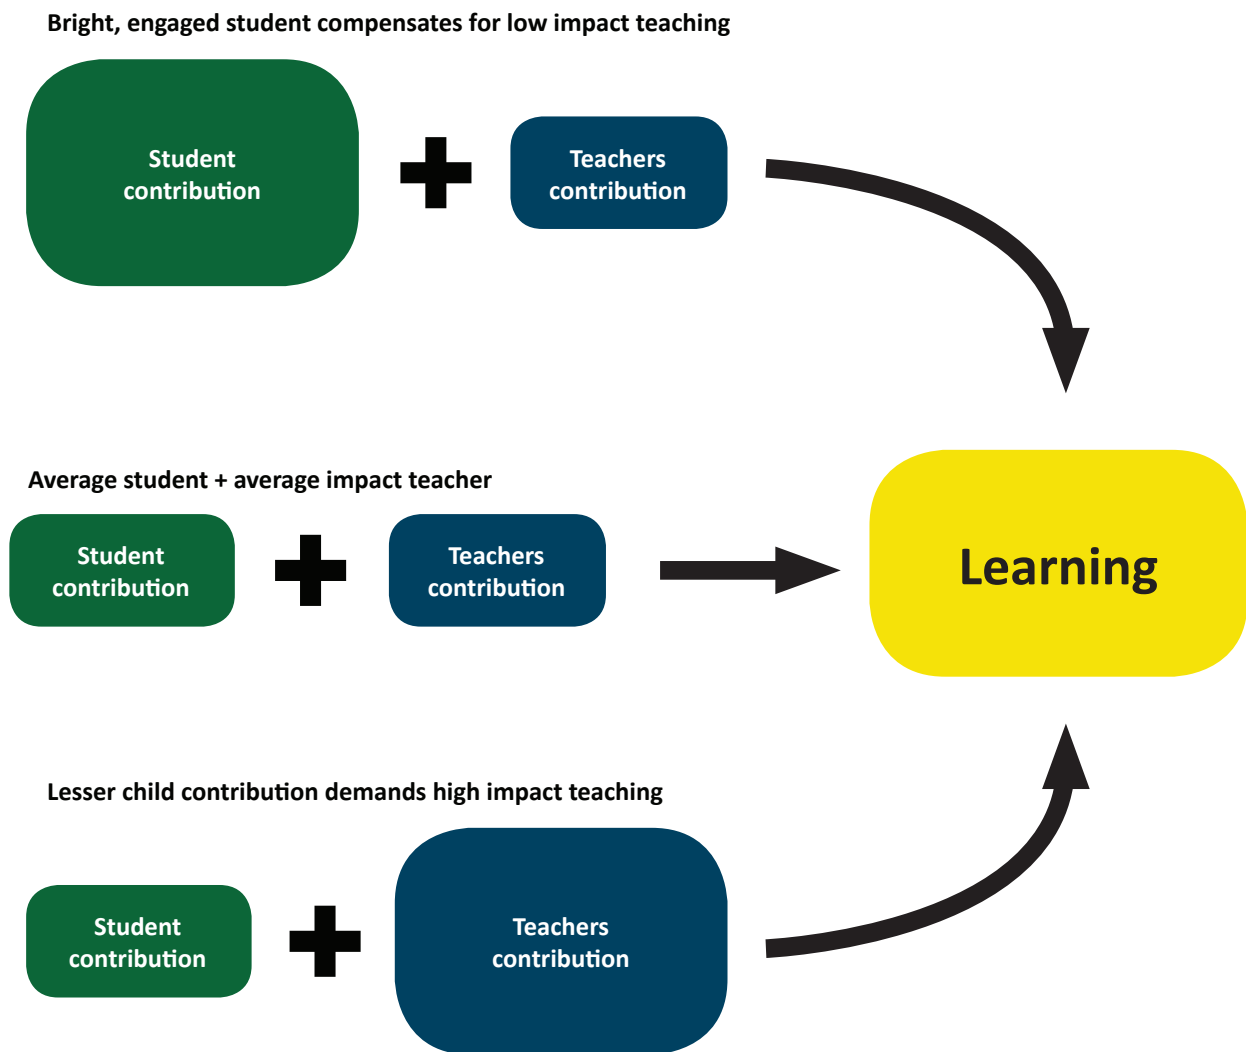 Bright, engaged student compensates for low impact teaching
Student
contribution
Teachers
contribution
Average student + average impact teacher
Student
contribution
Teachers
contribution
Learning
Lesser child contribution demands high impact teaching
Student
contribution
Teachers
contribution